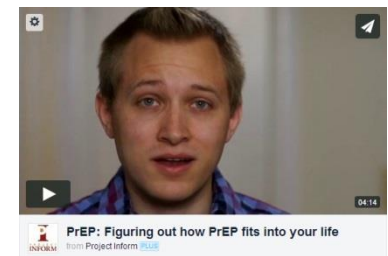 04:14
PrEP: Figuring out how PrEP fits into your life
INFORM from Project Inform PLUS